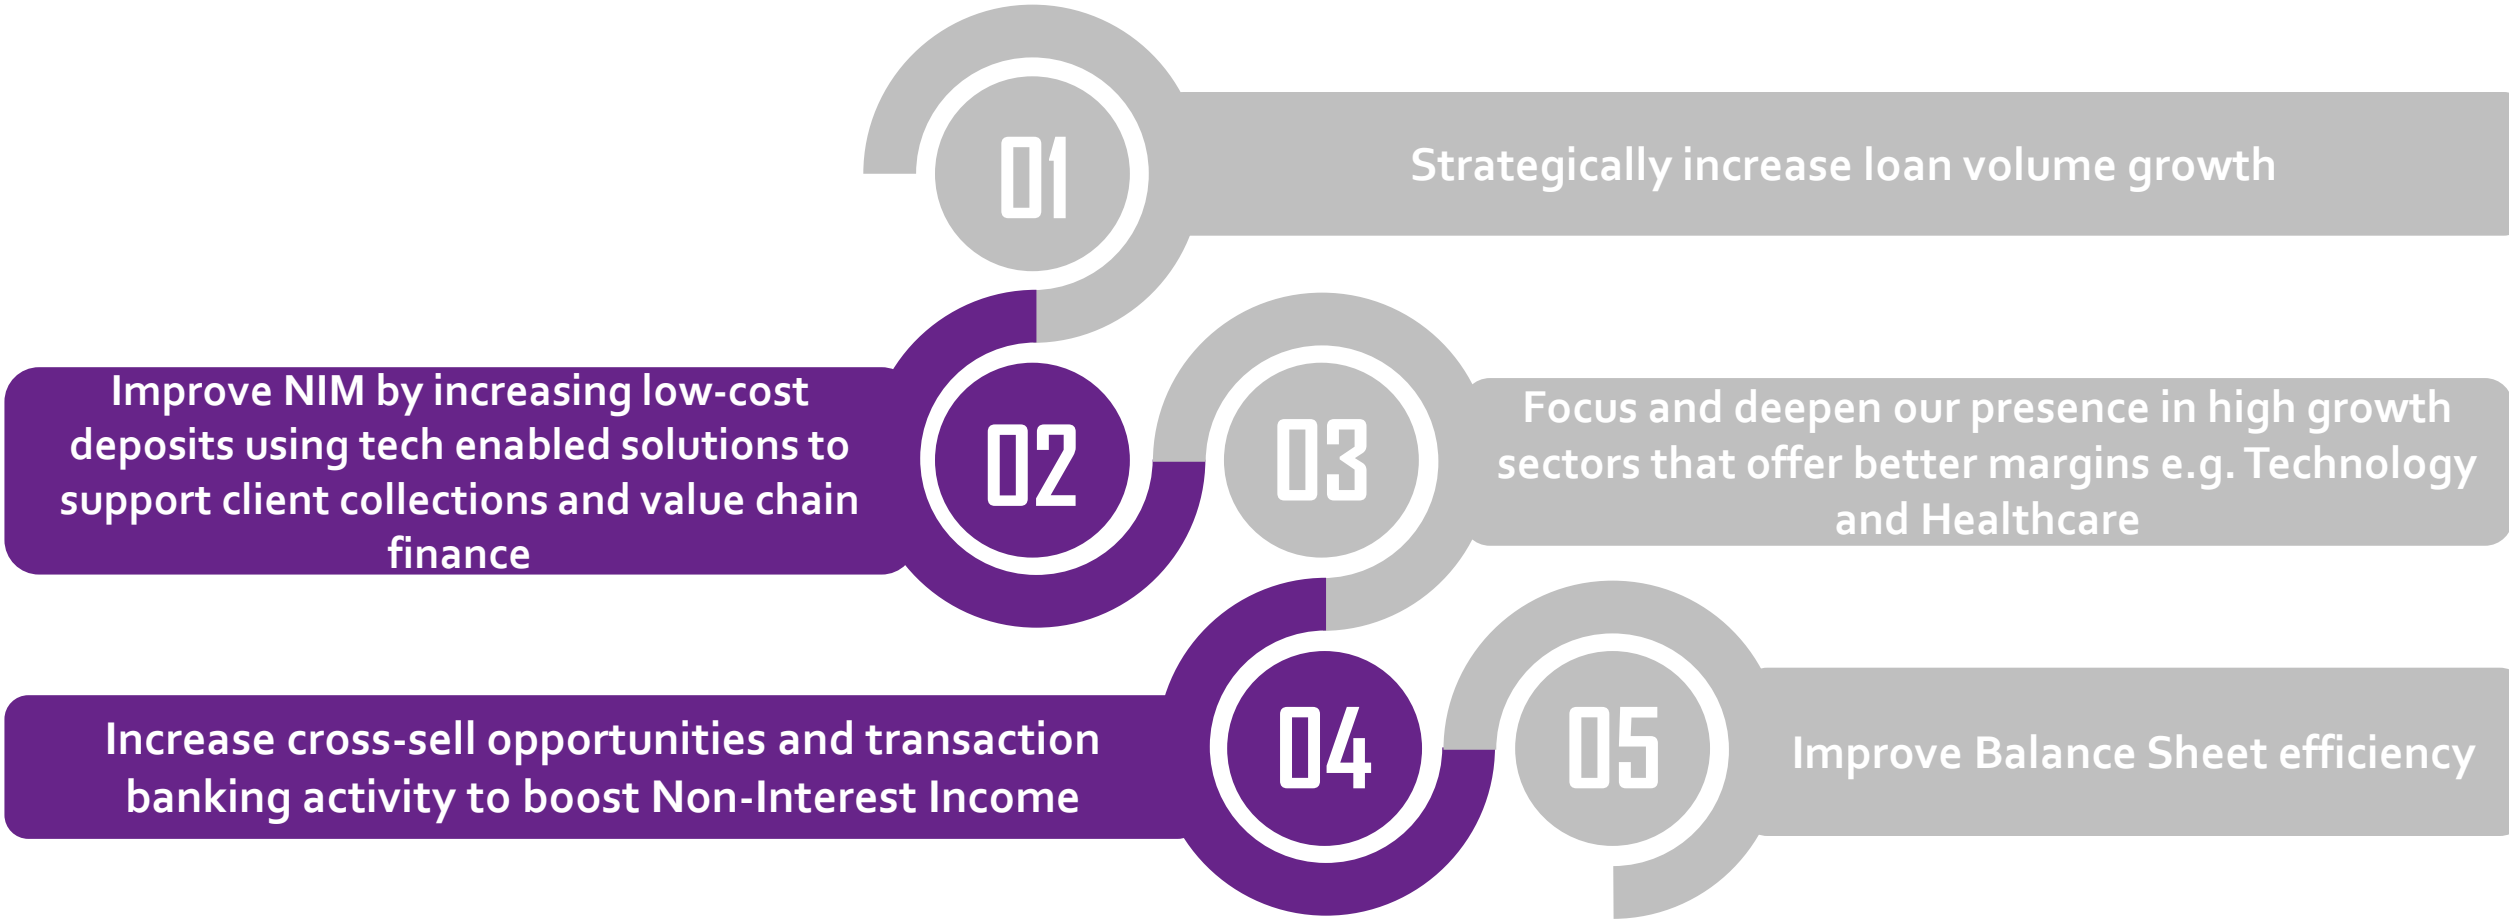 01
Strategically increase loan volume growth
Improve NIM by increasing low-cost
deposits using tech enabled solutions to
support client collections and value chain
finance
02
03
Focus and deepen our presence in high growth
sectors that offer better margins e.g. Technology
and Healthcare
Increase cross-sell opportunities and transaction
banking activity to boost Non-Interest Income
04
05
Improve Balance Sheet efficiency